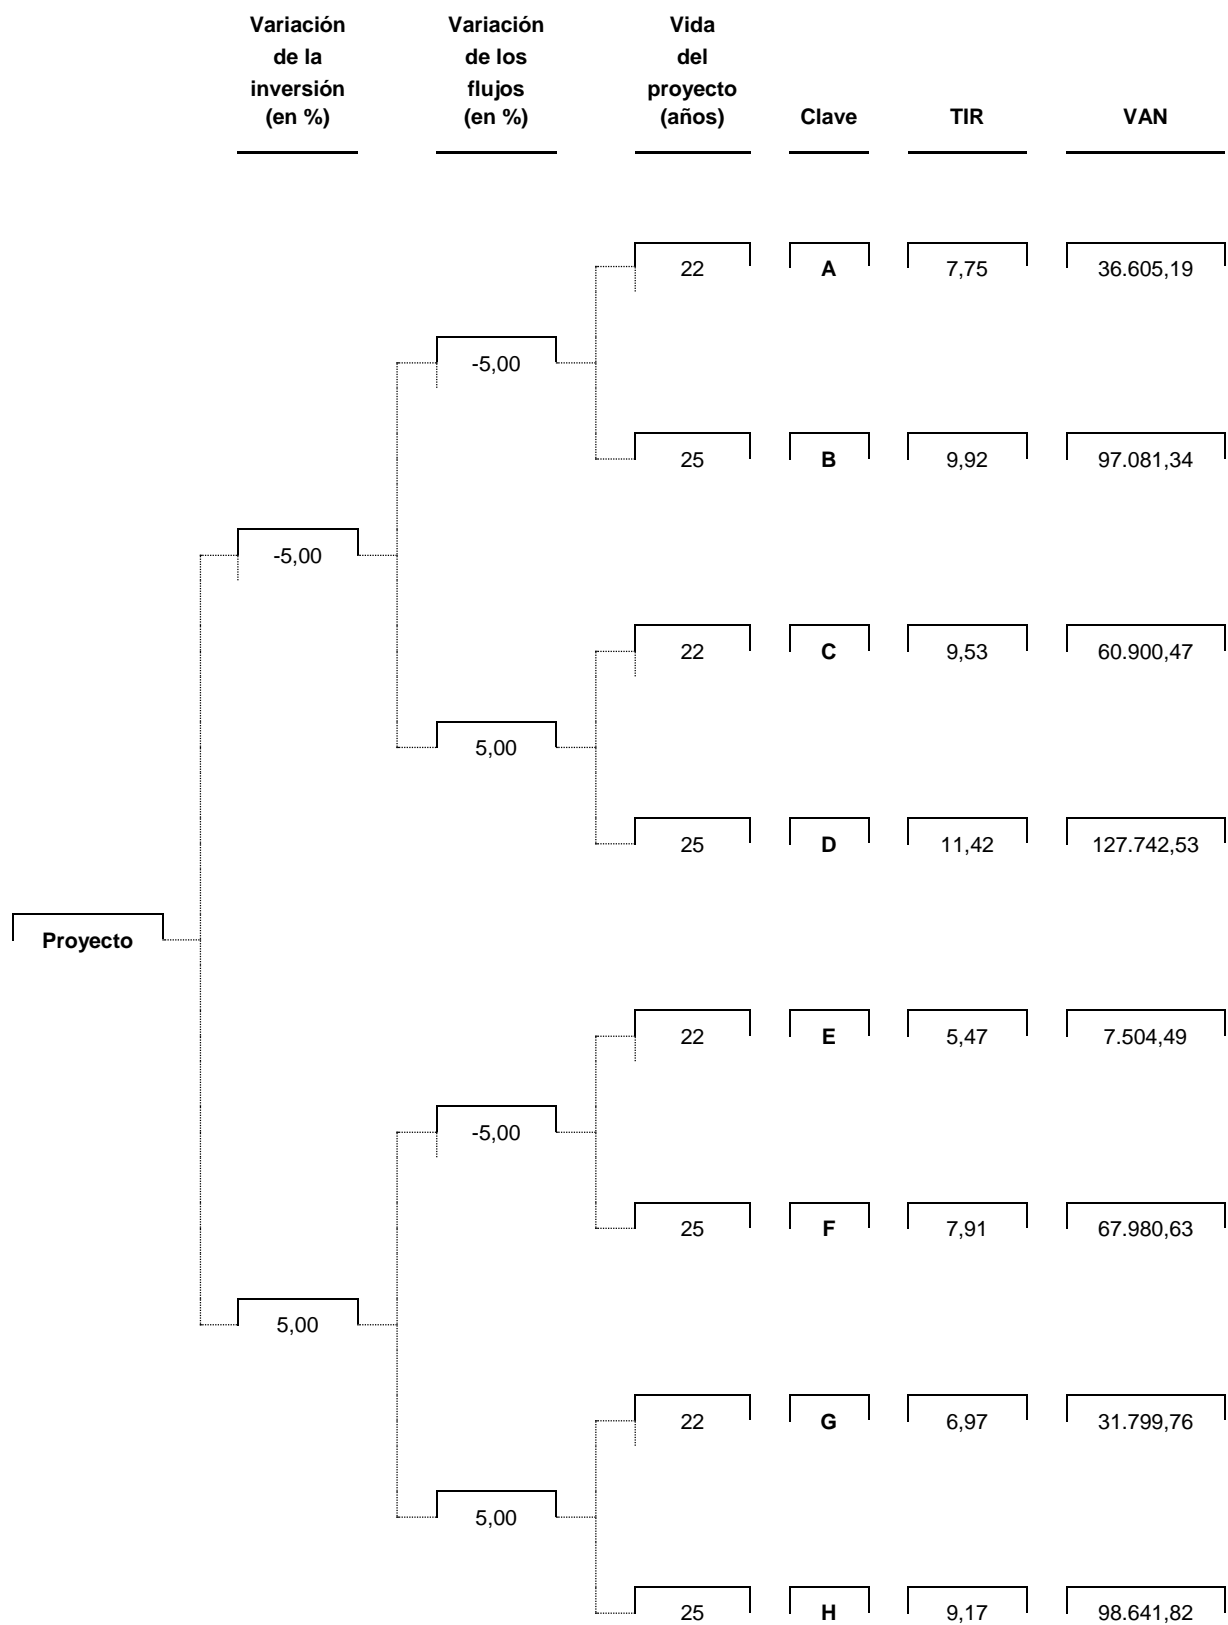 Variación
de la
inversión
(en %)
Variación
de los
flujos
(en %)
Vida
del
proyecto
(años)
Clave
TIR
VAN
22 A 7,75 36.605,19
-5,00
25 B 9,92 97.081,34
-5,00
22 C 9,53 60.900,47
5,00
25 D 11,42 127.742,53
Proyecto
22 E 5,47 7.504,49
-5,00
25 F 7,91 67.980,63
5,00
22 G 6,97 31.799,76
5,00
25 H 9,17 98.641,82